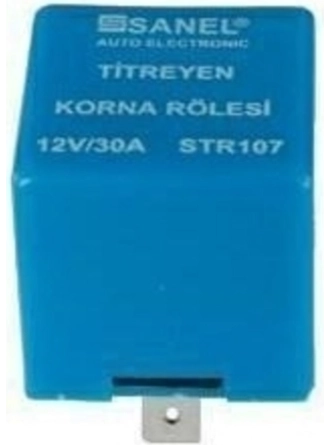 SANEL®
AUTO ELECTRONIC
TİTREYEN
KORNA RÖLESİ
12V/30A STR107